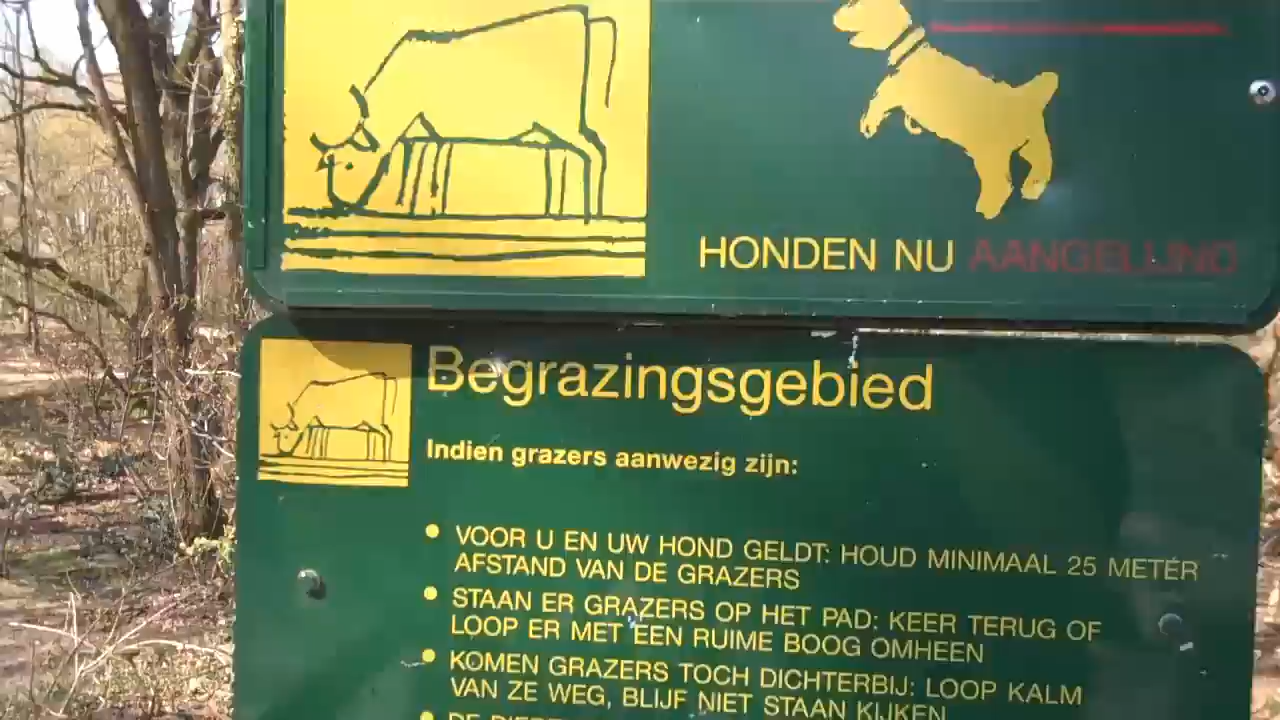 HONDEN NU AANGELIJND
Begrazingsgebied
Indien grazers aanwezig zijn:
• VOOR U EN UW HOND GELDT: HOUD MINIMAAL 25 METER
AFSTAND VAN DE GRAZERS
• STAAN ER GRAZERS OP HET PAD: KEER TERUG OF
LOOP ER MET EEN RUIME BOOG OMHEEN
• KOMEN GRAZERS TOCH DICHTERBIJ: LOOP KALM
VAN ZE WEG, BLIJF NIET STAAN KIJKEN